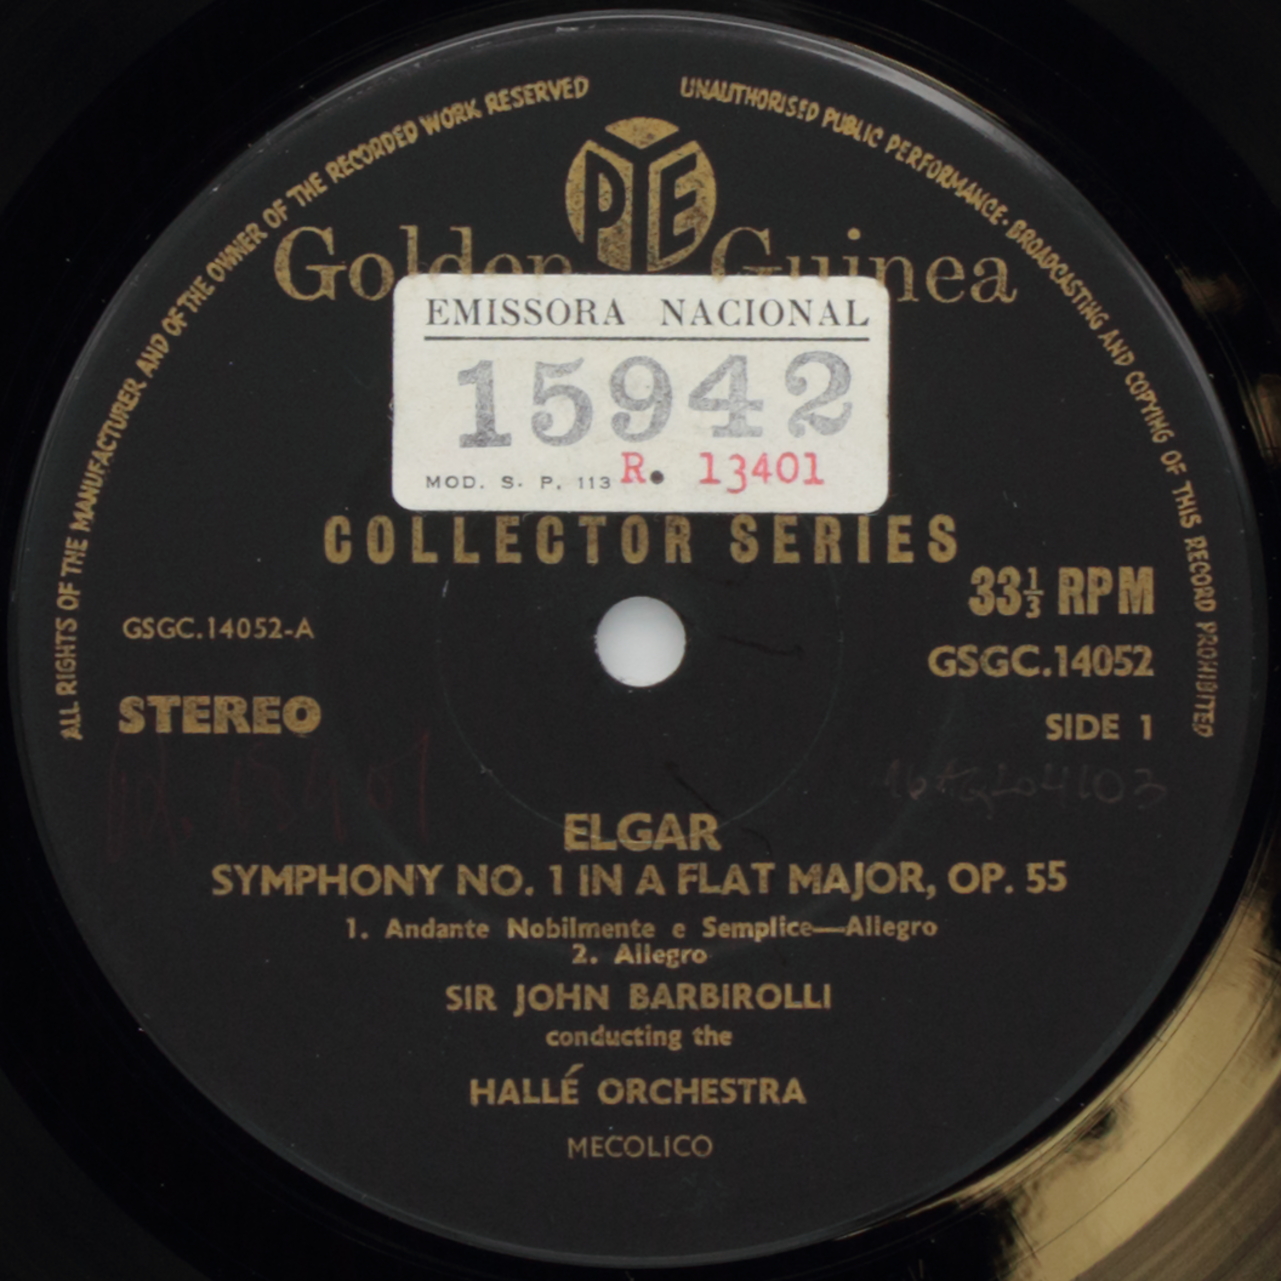 ALL RIGHTS OF THE MANUFACTURER AND OF THE OWNER OF THE RECORDED WORK RESERVED
UNAUTHORISED PUBLIC PERFORMANCE · BROADCASTING AND COPYING OF THIS RECORD PROHIBITED
PYE
Golden Guinea
EMISSORA NACIONAL
15942
MOD. S. P. 113 R. 13401
COLLECTOR SERIES
33⅓ RPM
GSGC.14052-A
GSGC.14052
STEREO
SIDE 1
ELGAR
SYMPHONY NO. 1 IN A FLAT MAJOR, OP. 55
1. Andante Nobilmente e Semplice—Allegro
2. Allegro
SIR JOHN BARBIROLLI
conducting the
HALLÉ ORCHESTRA
MECOLICO